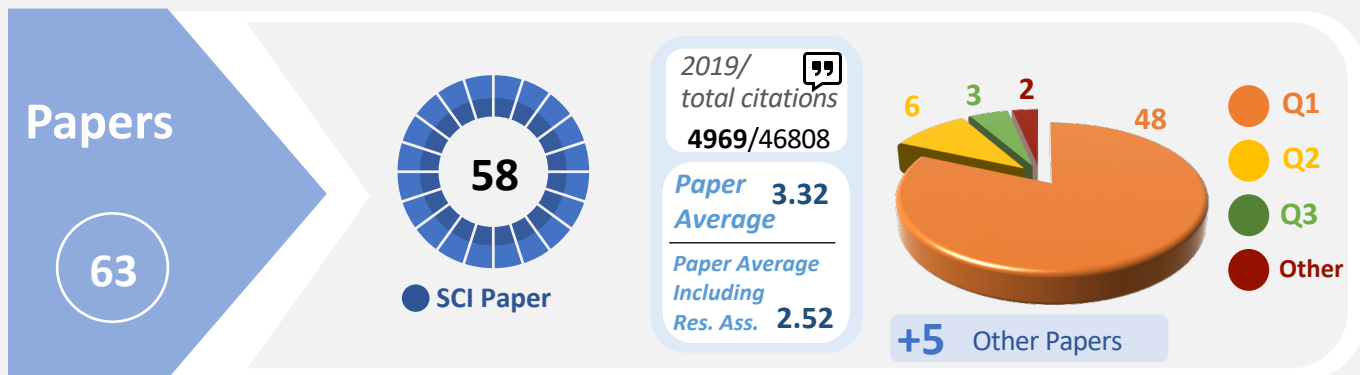 Papers
63
58
SCI Paper
2019/
total citations
4969/46808
Paper
Average
3.32
Paper Average
Including
Res. Ass.
2.52
6
3
2
48
Q1
Q2
Q3
Other
+5 Other Papers